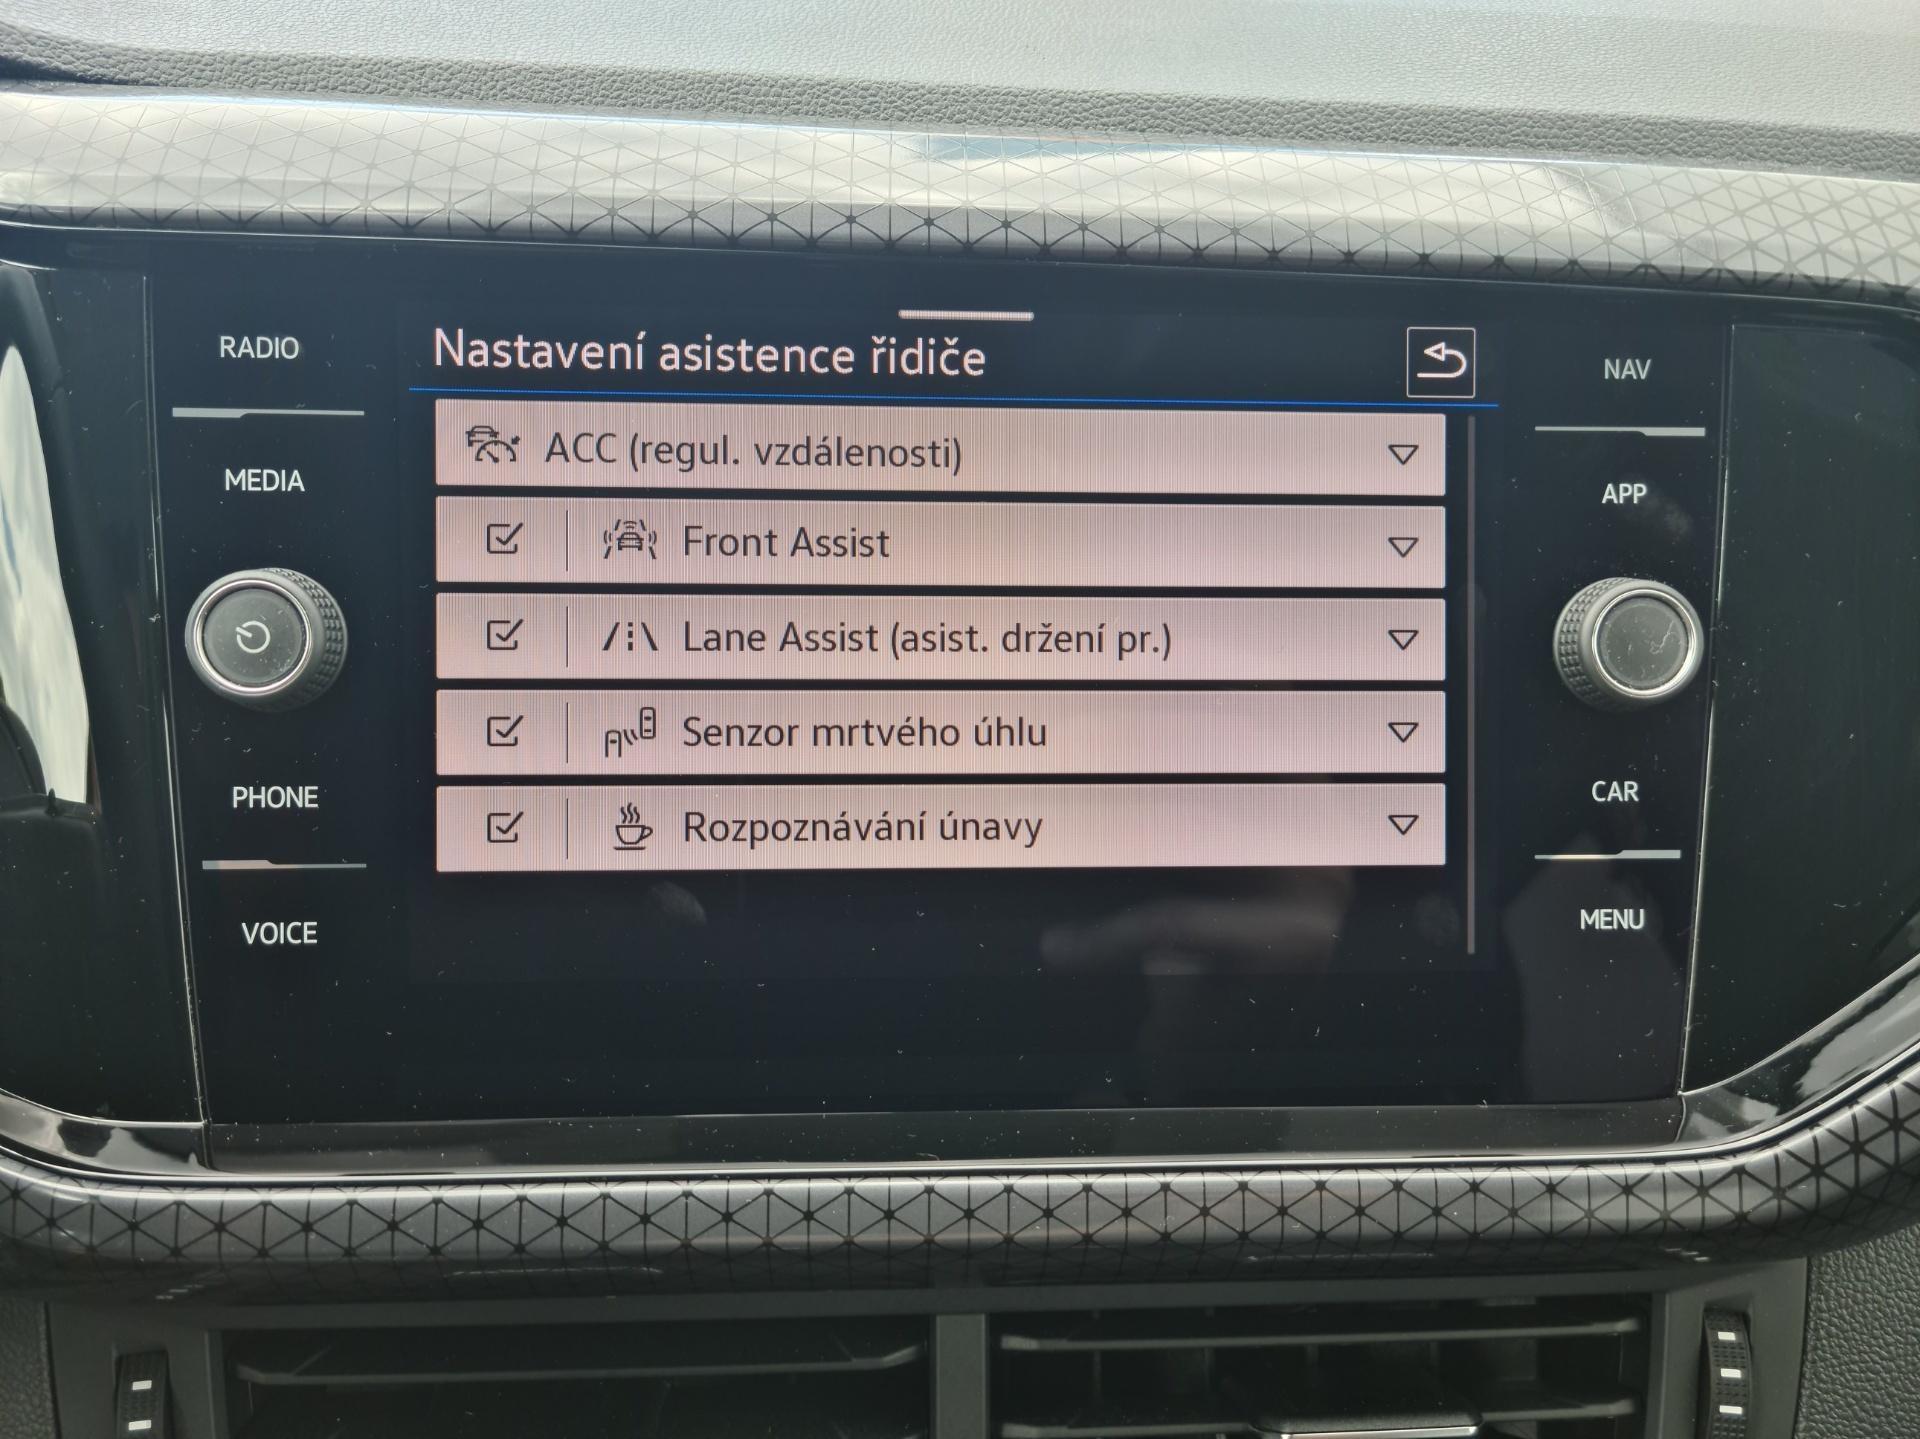 RADIO
MEDIA
PHONE
VOICE
Nastavení asistence řidiče
ACC (regul. vzdálenosti)
Front Assist
Lane Assist (asist. držení pr.)
Senzor mrtvého úhlu
Rozpoznávání únavy
NAV
APP
CAR
MENU